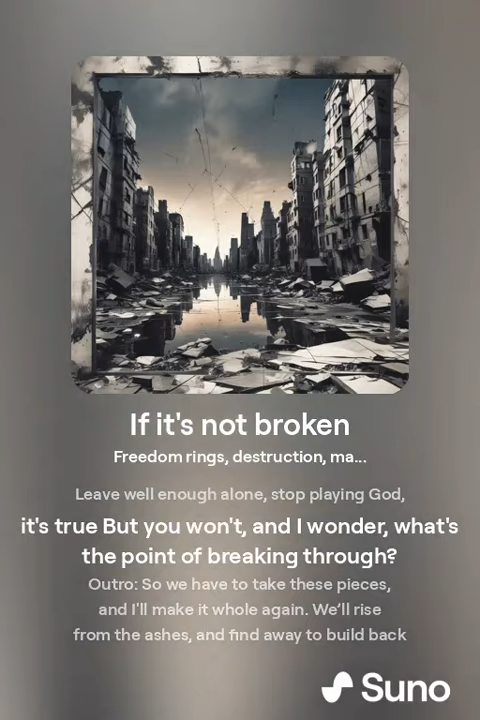 If it's not broken
Freedom rings, destruction, ma...
Leave well enough alone, stop playing God,
it's true But you won't, and I wonder, what's
the point of breaking through?
Outro: So we have to take these pieces,
and I'll make it whole again. We’ll rise
from the ashes, and find away to build back
Suno